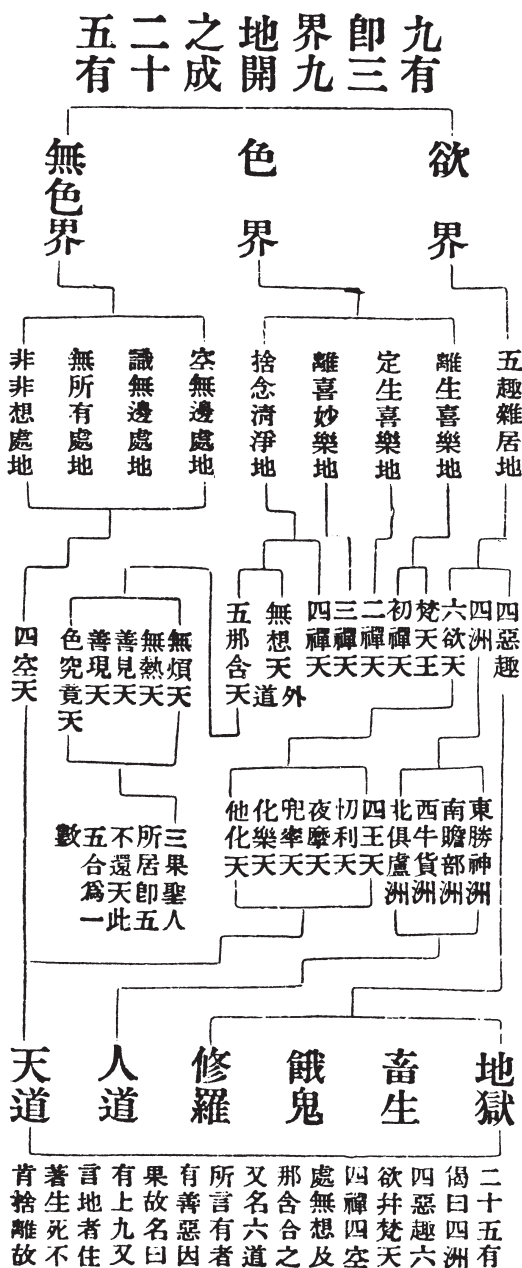 九有
卽三
界九
地開
之成
二十
五有
欲界
色界
無色界
五趣雜居地
離生喜樂地
定生喜樂地
離喜妙樂地
捨念淸淨地
空無邊處地
識無邊處地
無所有處地
非非想處地
四惡趣
四洲
六欲天
梵天王
初禪天
二禪天
三禪天
四禪天
無想天外道
五那含天
無煩天
無熱天
善見天
善現天
色究竟天
四空天
東勝神洲
南贍部洲
西牛貨洲
北俱盧洲
四王天
忉利天
夜摩天
兜率天
化樂天
他化天
三果聖人
所居卽五
不還天此
五合爲一
數
地獄
畜生
餓鬼
修羅
人道
天道
二十五有
偈曰四洲
四惡趣六
欲幷梵天
四禪四空
處無想及
那含合之
又名六道
所言有者
有善惡因
果故名曰
有上九又
言地者住
著生死不
肯捨離故